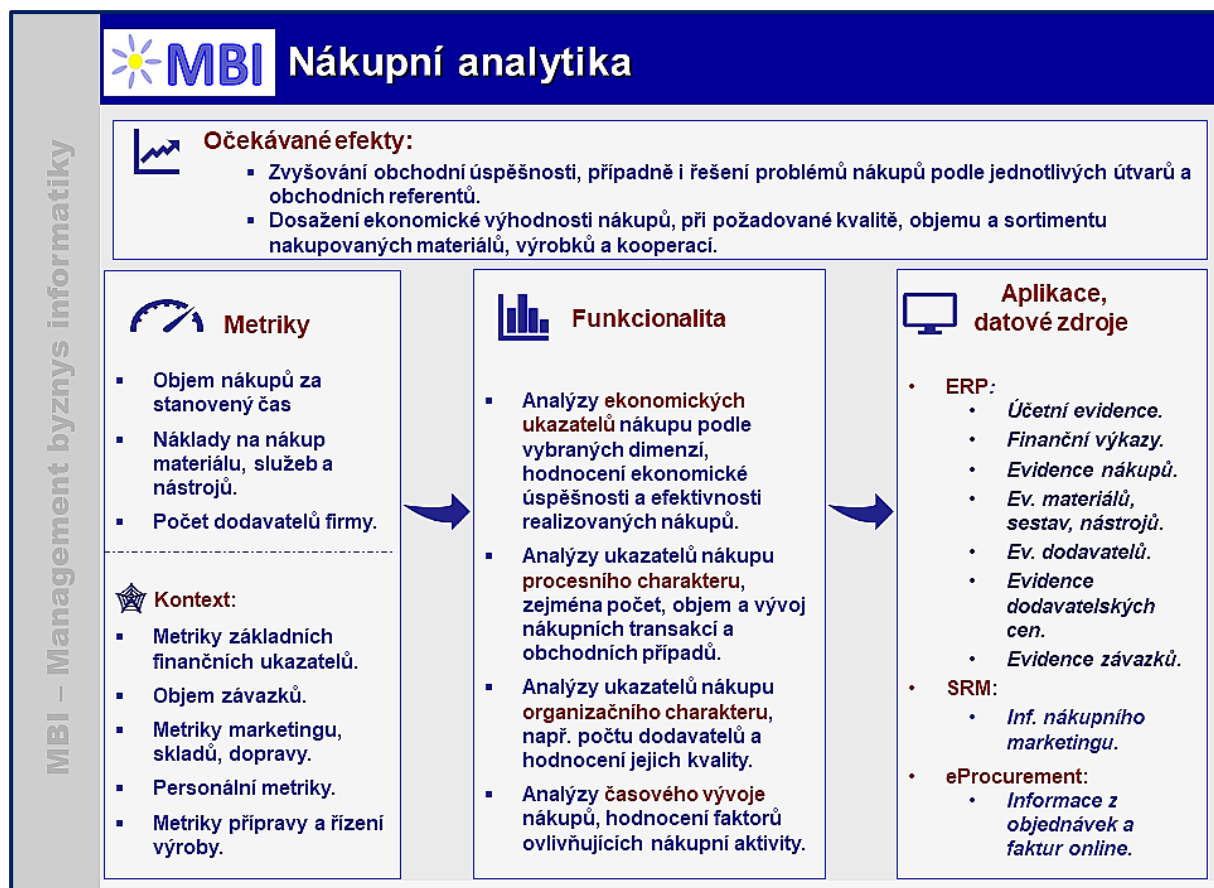 MBI – Management byznys informatiky
MBI
Nákupní analytika
Očekávané efekty:
▪ Zvyšování obchodní úspěšnosti, případně i řešení problémů nákupů podle jednotlivých útvarů a
obchodních referentů.
▪ Dosažení ekonomické výhodnosti nákupů, při požadované kvalitě, objemu a sortimentu
nakupovaných materiálů, výrobků a kooperací.
Metriky
▪ Objem nákupů za
stanovený čas
▪ Náklady na nákup
materiálu, služeb a
nástrojů.
▪ Počet dodavatelů firmy.
Kontext:
▪ Metriky základních
finančních ukazatelů.
▪ Objem závazků.
▪ Metriky marketingu,
skladů, dopravy.
▪ Personální metriky.
▪ Metriky přípravy a řízení
výroby.
Funkcionalita
▪ Analýzy ekonomických
ukazatelů nákupu podle
vybraných dimenzí,
hodnocení ekonomické
úspěšnosti a efektivnosti
realizovaných nákupů.
▪ Analýzy ukazatelů nákupu
procesního charakteru,
zejména počet, objem a vývoj
nákupních transakcí a
obchodních případů.
▪ Analýzy ukazatelů nákupu
organizačního charakteru,
např. počtu dodavatelů a
hodnocení jejich kvality.
▪ Analýzy časového vývoje
nákupů, hodnocení faktorů
ovlivňujících nákupní aktivity.
Aplikace,
datové zdroje
• ERP:
• Účetní evidence.
• Finanční výkazy.
• Evidence nákupů.
• Ev. materiálů,
sestav, nástrojů.
• Ev. dodavatelů.
• Evidence
dodavatelských
cen.
• Evidence závazků.
• SRM:
• Inf. nákupního
marketingu.
• eProcurement:
• Informace z
objednávek a
faktur online.